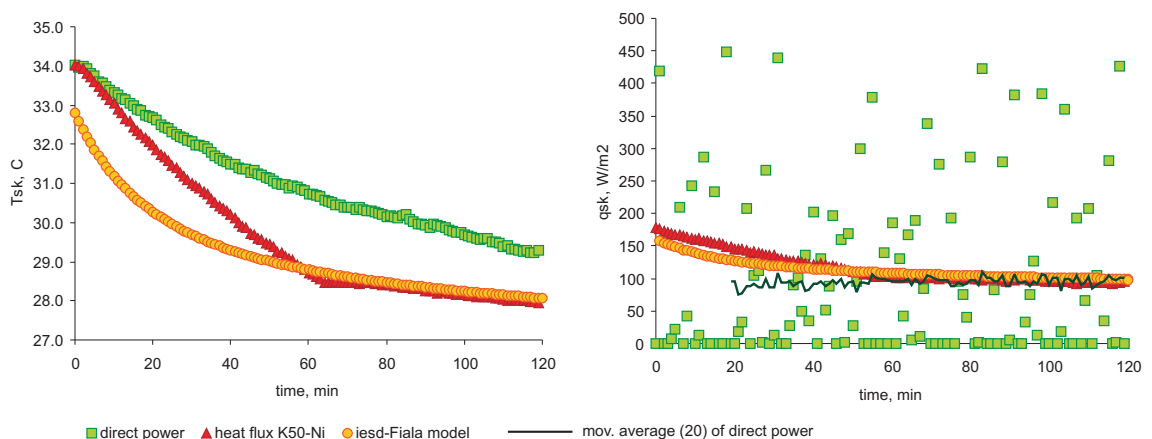 35.0
34.0
33.0
32.0
31.0
30.0
29.0
28.0
27.0
Tsk, C
0 20 40 60 80 100 120
time, min
500
450
400
350
300
250
200
150
100
50
0
qsk, W/m2
0 20 40 60 80 100 120
time, min
direct power heat flux K50-Ni iesd-Fiala model mov. average (20) of direct power